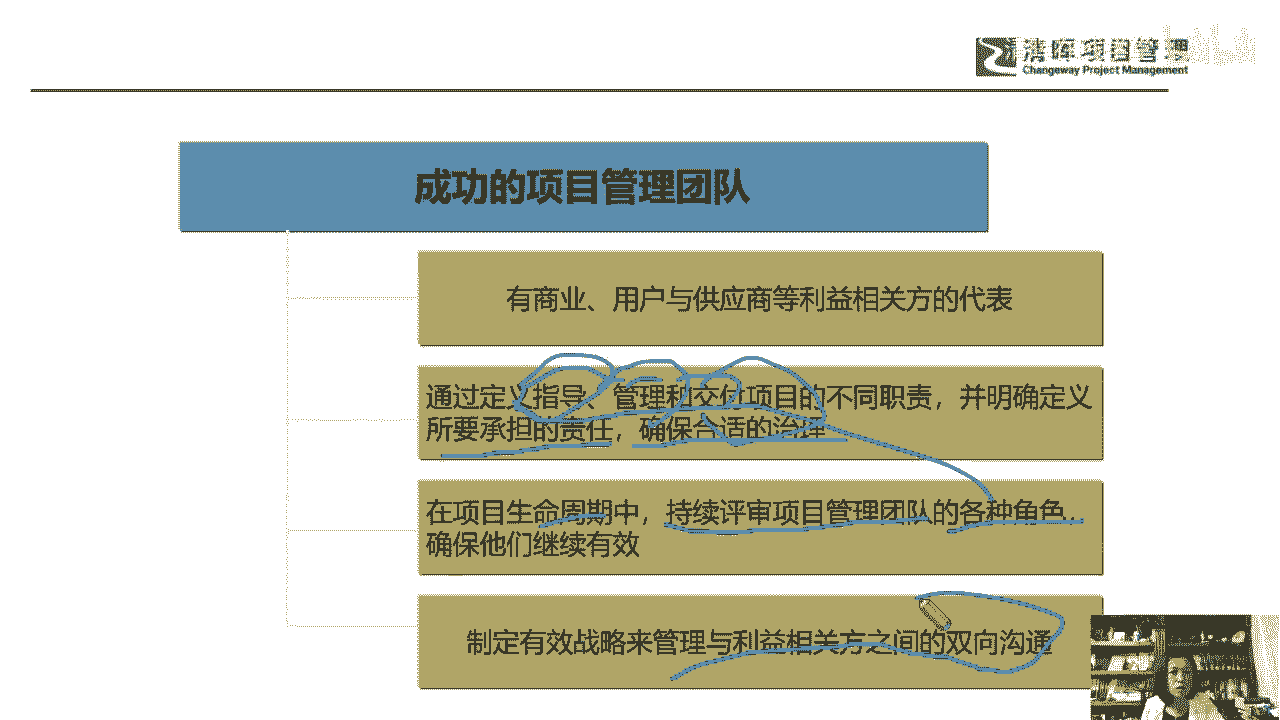 清晖项目管理
Changeway Project Management
成功的项目管理团队
有商业、用户与供应商等利益相关方的代表
通过定义指导、管理和交付项目的不同职责，并明确定义
所要承担的责任，确保合适的治理
在项目生命周期中，持续评审项目管理团队的各种角色，
确保他们继续有效
制定有效战略来管理与利益相关方之间的双向沟通